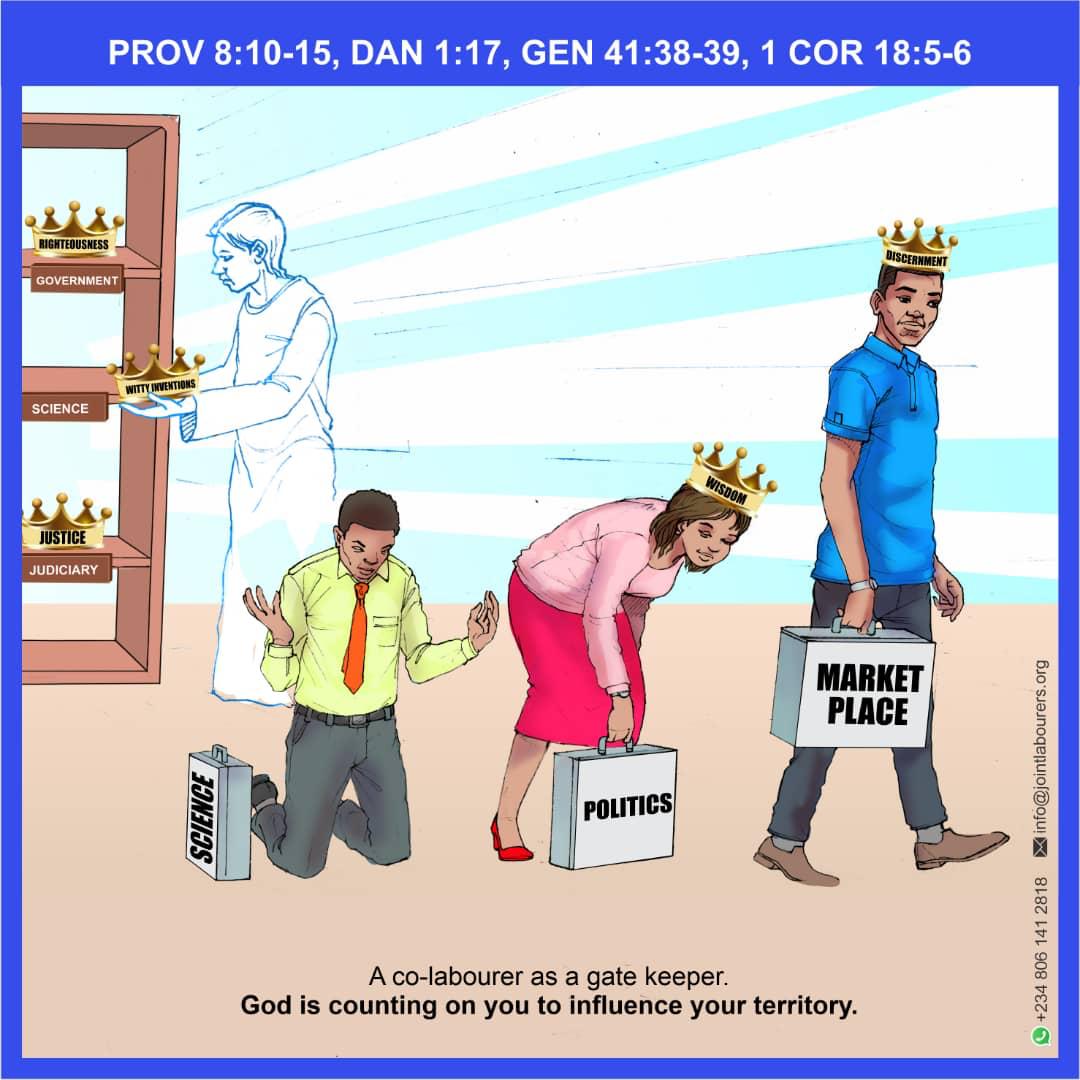 PROV 8:10-15, DAN 1:17, GEN 41:38-39, 1 COR 18:5-6
RIGHTEOUSNESS
GOVERNMENT
WITTY INVENTIONS
SCIENCE
JUSTICE
JUDICIARY
DISCERNMENT
WISDOM
SCIENCE
POLITICS
MARKET
PLACE
A co-labourer as a gate keeper.
God is counting on you to influence your territory.
+234 806 141 2818 info@jointlabourers.org